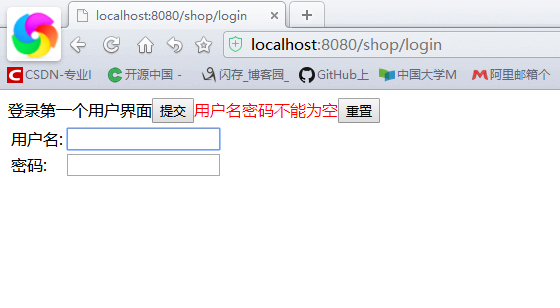 localhost:8080/shop/login
localhost:8080/shop/login
CSDN-专业I 开源中国 - 闪存_博客园_ GitHub上 中国大学M 阿里邮箱个
登录第一个用户界面 提交 用户名密码不能为空 重置
用户名:
密码: